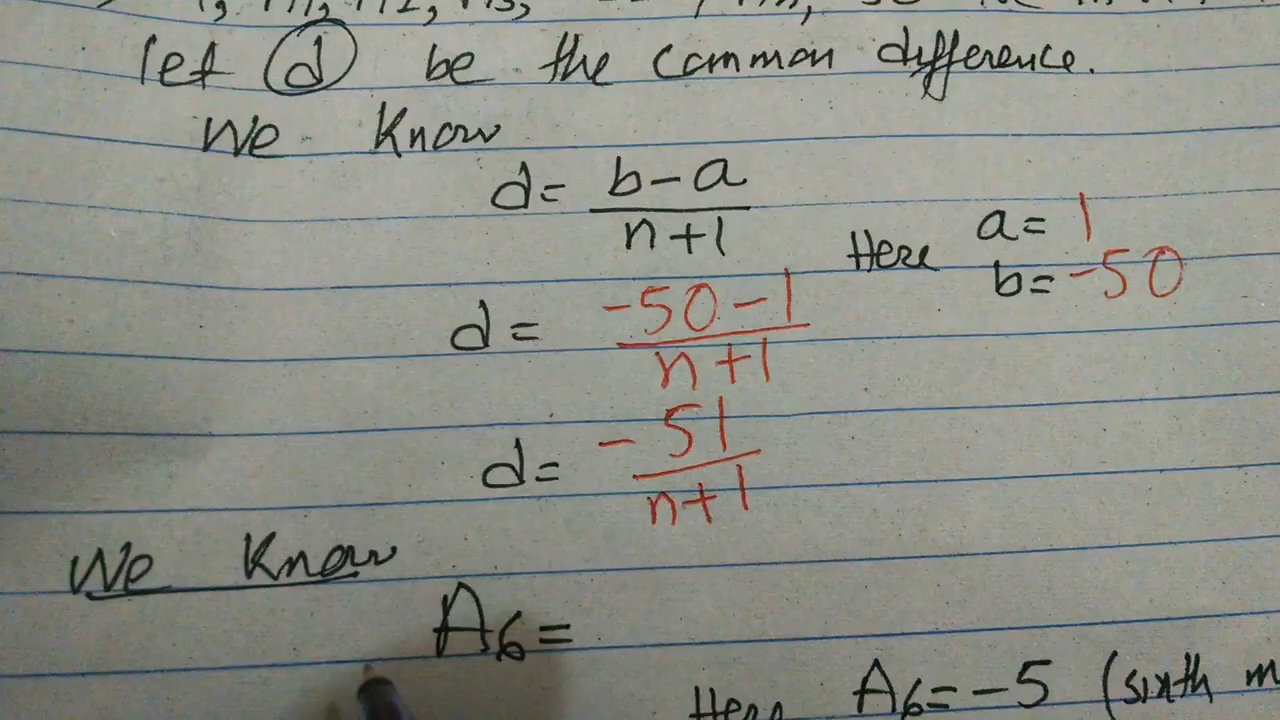 let d be the common difference.
We know
d= b-a / n+1
Here a= 1
b= -50
d= -50-1 / n+1
d= -51 / n+1
We know
A6=
Here A6=-5 (sixth m